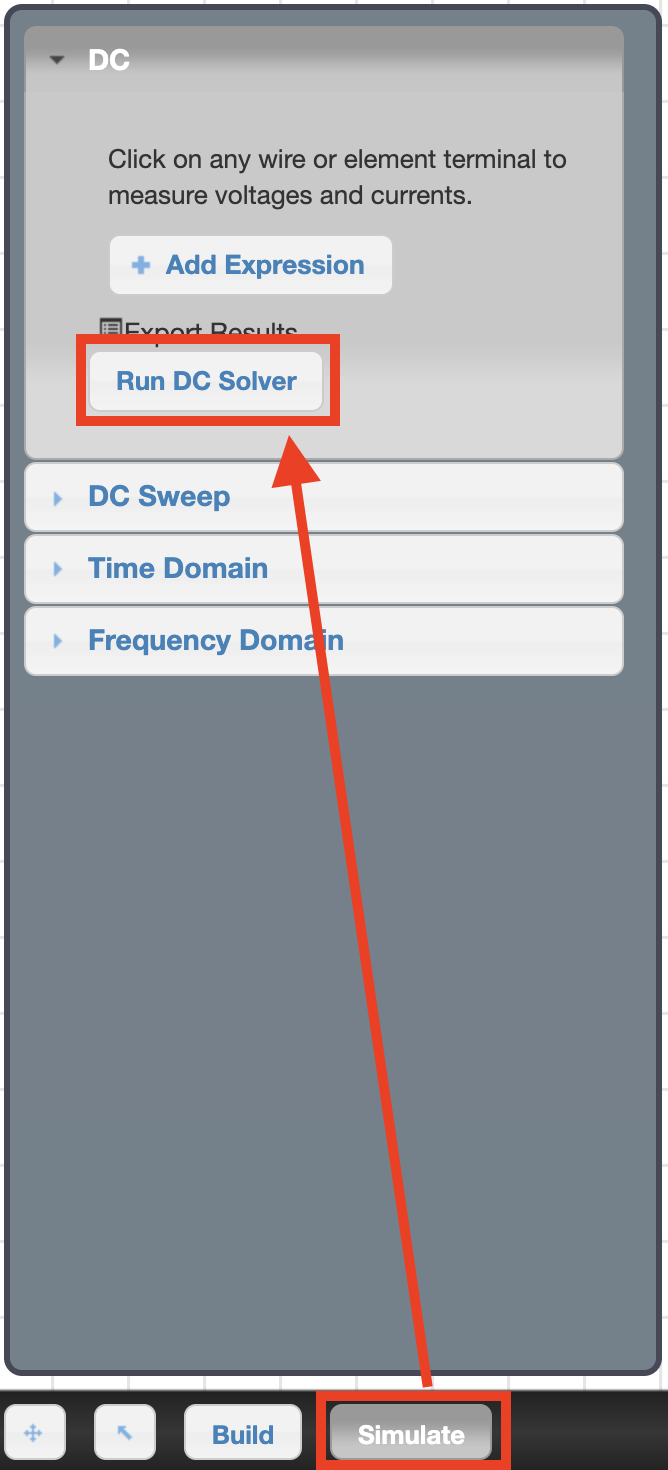 DC
Click on any wire or element terminal to
measure voltages and currents.
Add Expression
Export Results
Run DC Solver
DC Sweep
Time Domain
Frequency Domain
Build
Simulate